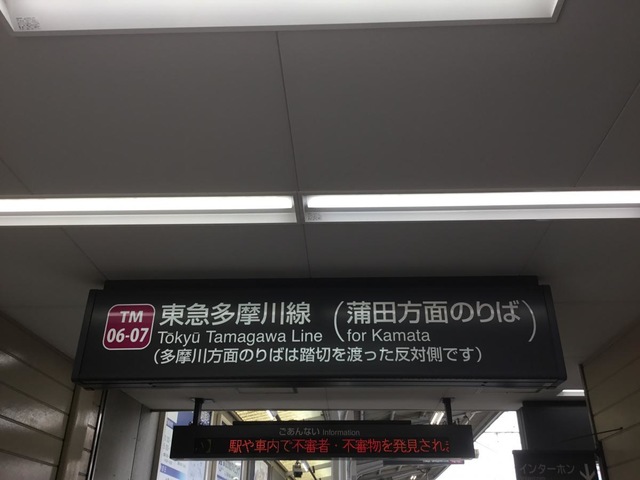 TM
06-07
東急多摩川線(蒲田方面のりば)
Tōkyū Tamagawa Line for Kamata
(多摩川方面のりばは踏切を渡った反対側です)
ごあんない Information
駅や車内で不審者・不審物を発見されま
インターホン